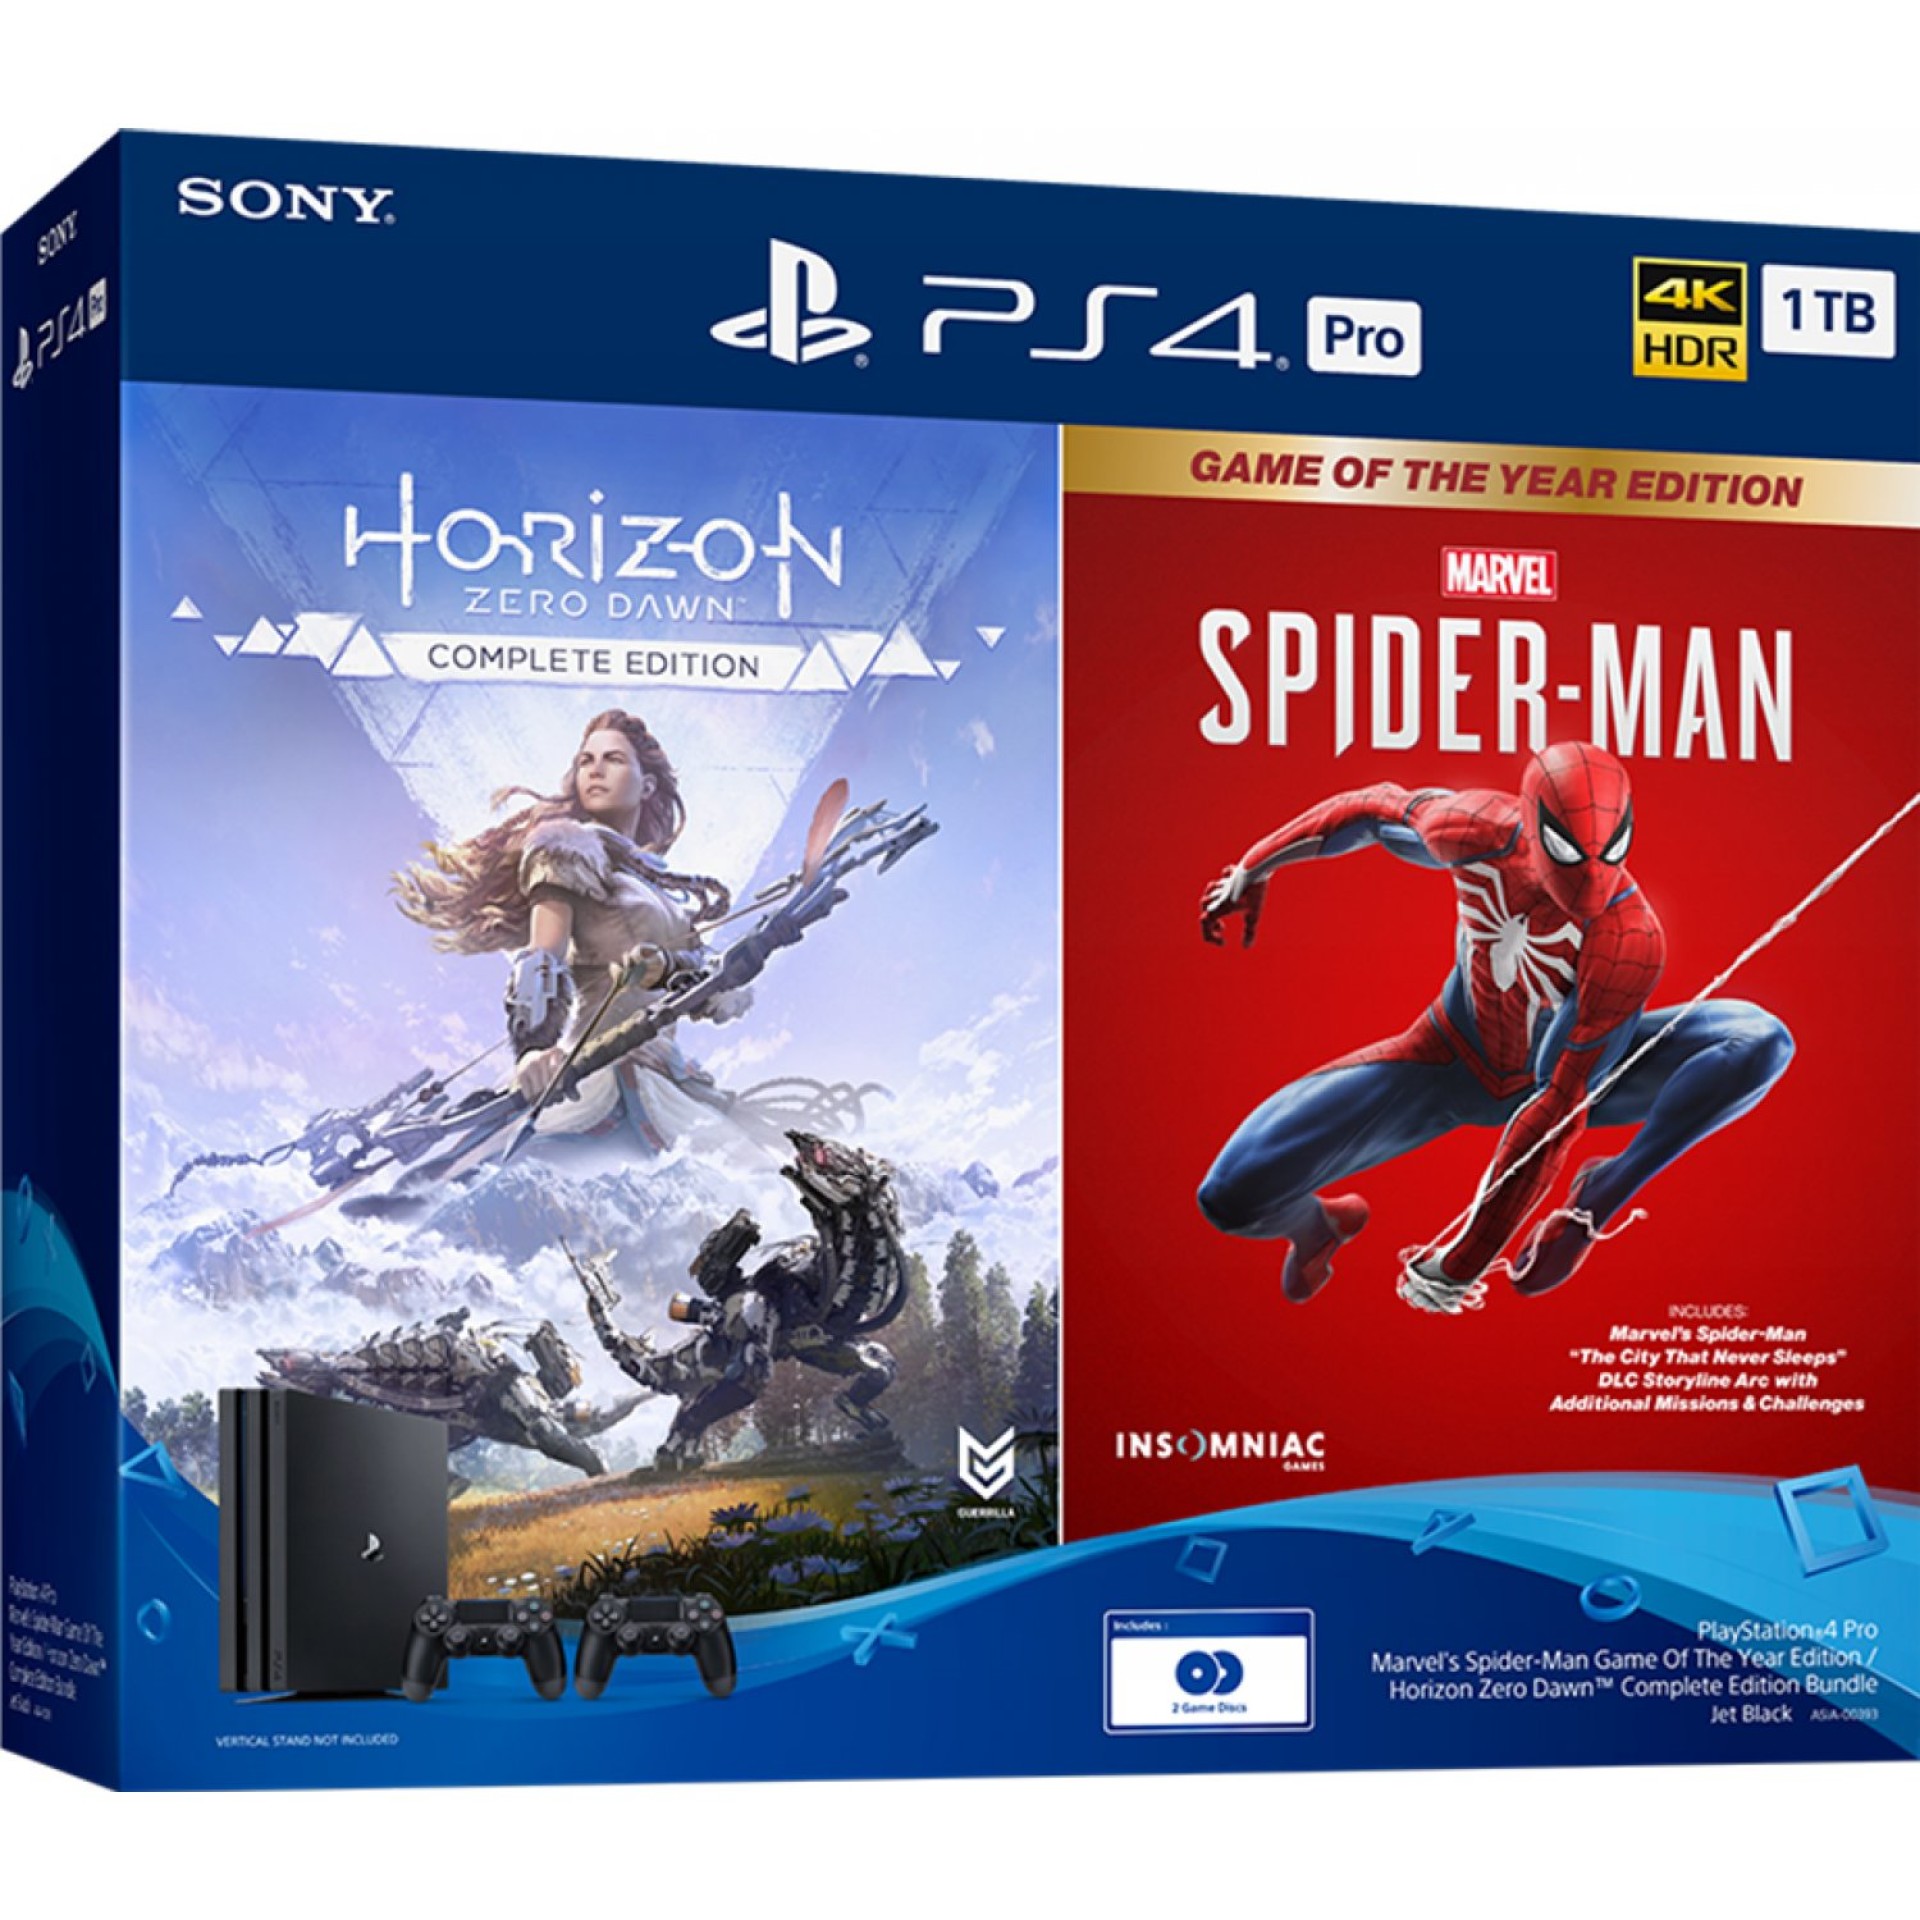 SONY
PS4 Pro
4K
HDR
1TB
SONY
PS4 Pro
HORIZON
ZERO DAWN™
COMPLETE EDITION
GUERRILLA
GAME OF THE YEAR EDITION
MARVEL
SPIDER-MAN
INCLUDES:
Marvel's Spider-Man
"The City That Never Sleeps"
DLC Storyline Arc with
Additional Missions & Challenges
INSOMNIAC
GAMES
VERTICAL STAND NOT INCLUDED
Includes :
2 Game Discs
PlayStation®4 Pro
Marvel's Spider-Man Game Of The Year Edition /
Horizon Zero Dawn™ Complete Edition Bundle
Jet Black ASIA-00393